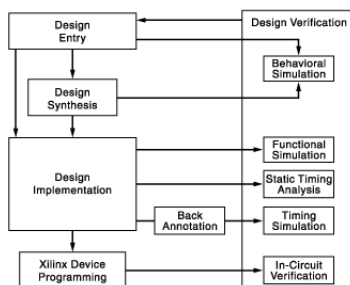 Design Verification
Design
Entry
Behavioral
Simulation
Design
Synthesis
Functional
Simulation
Design
Implementation
Static Timing
Analysis
Back
Annotation
Timing
Simulation
Xilinx Device
Programming
In-Circuit
Verification